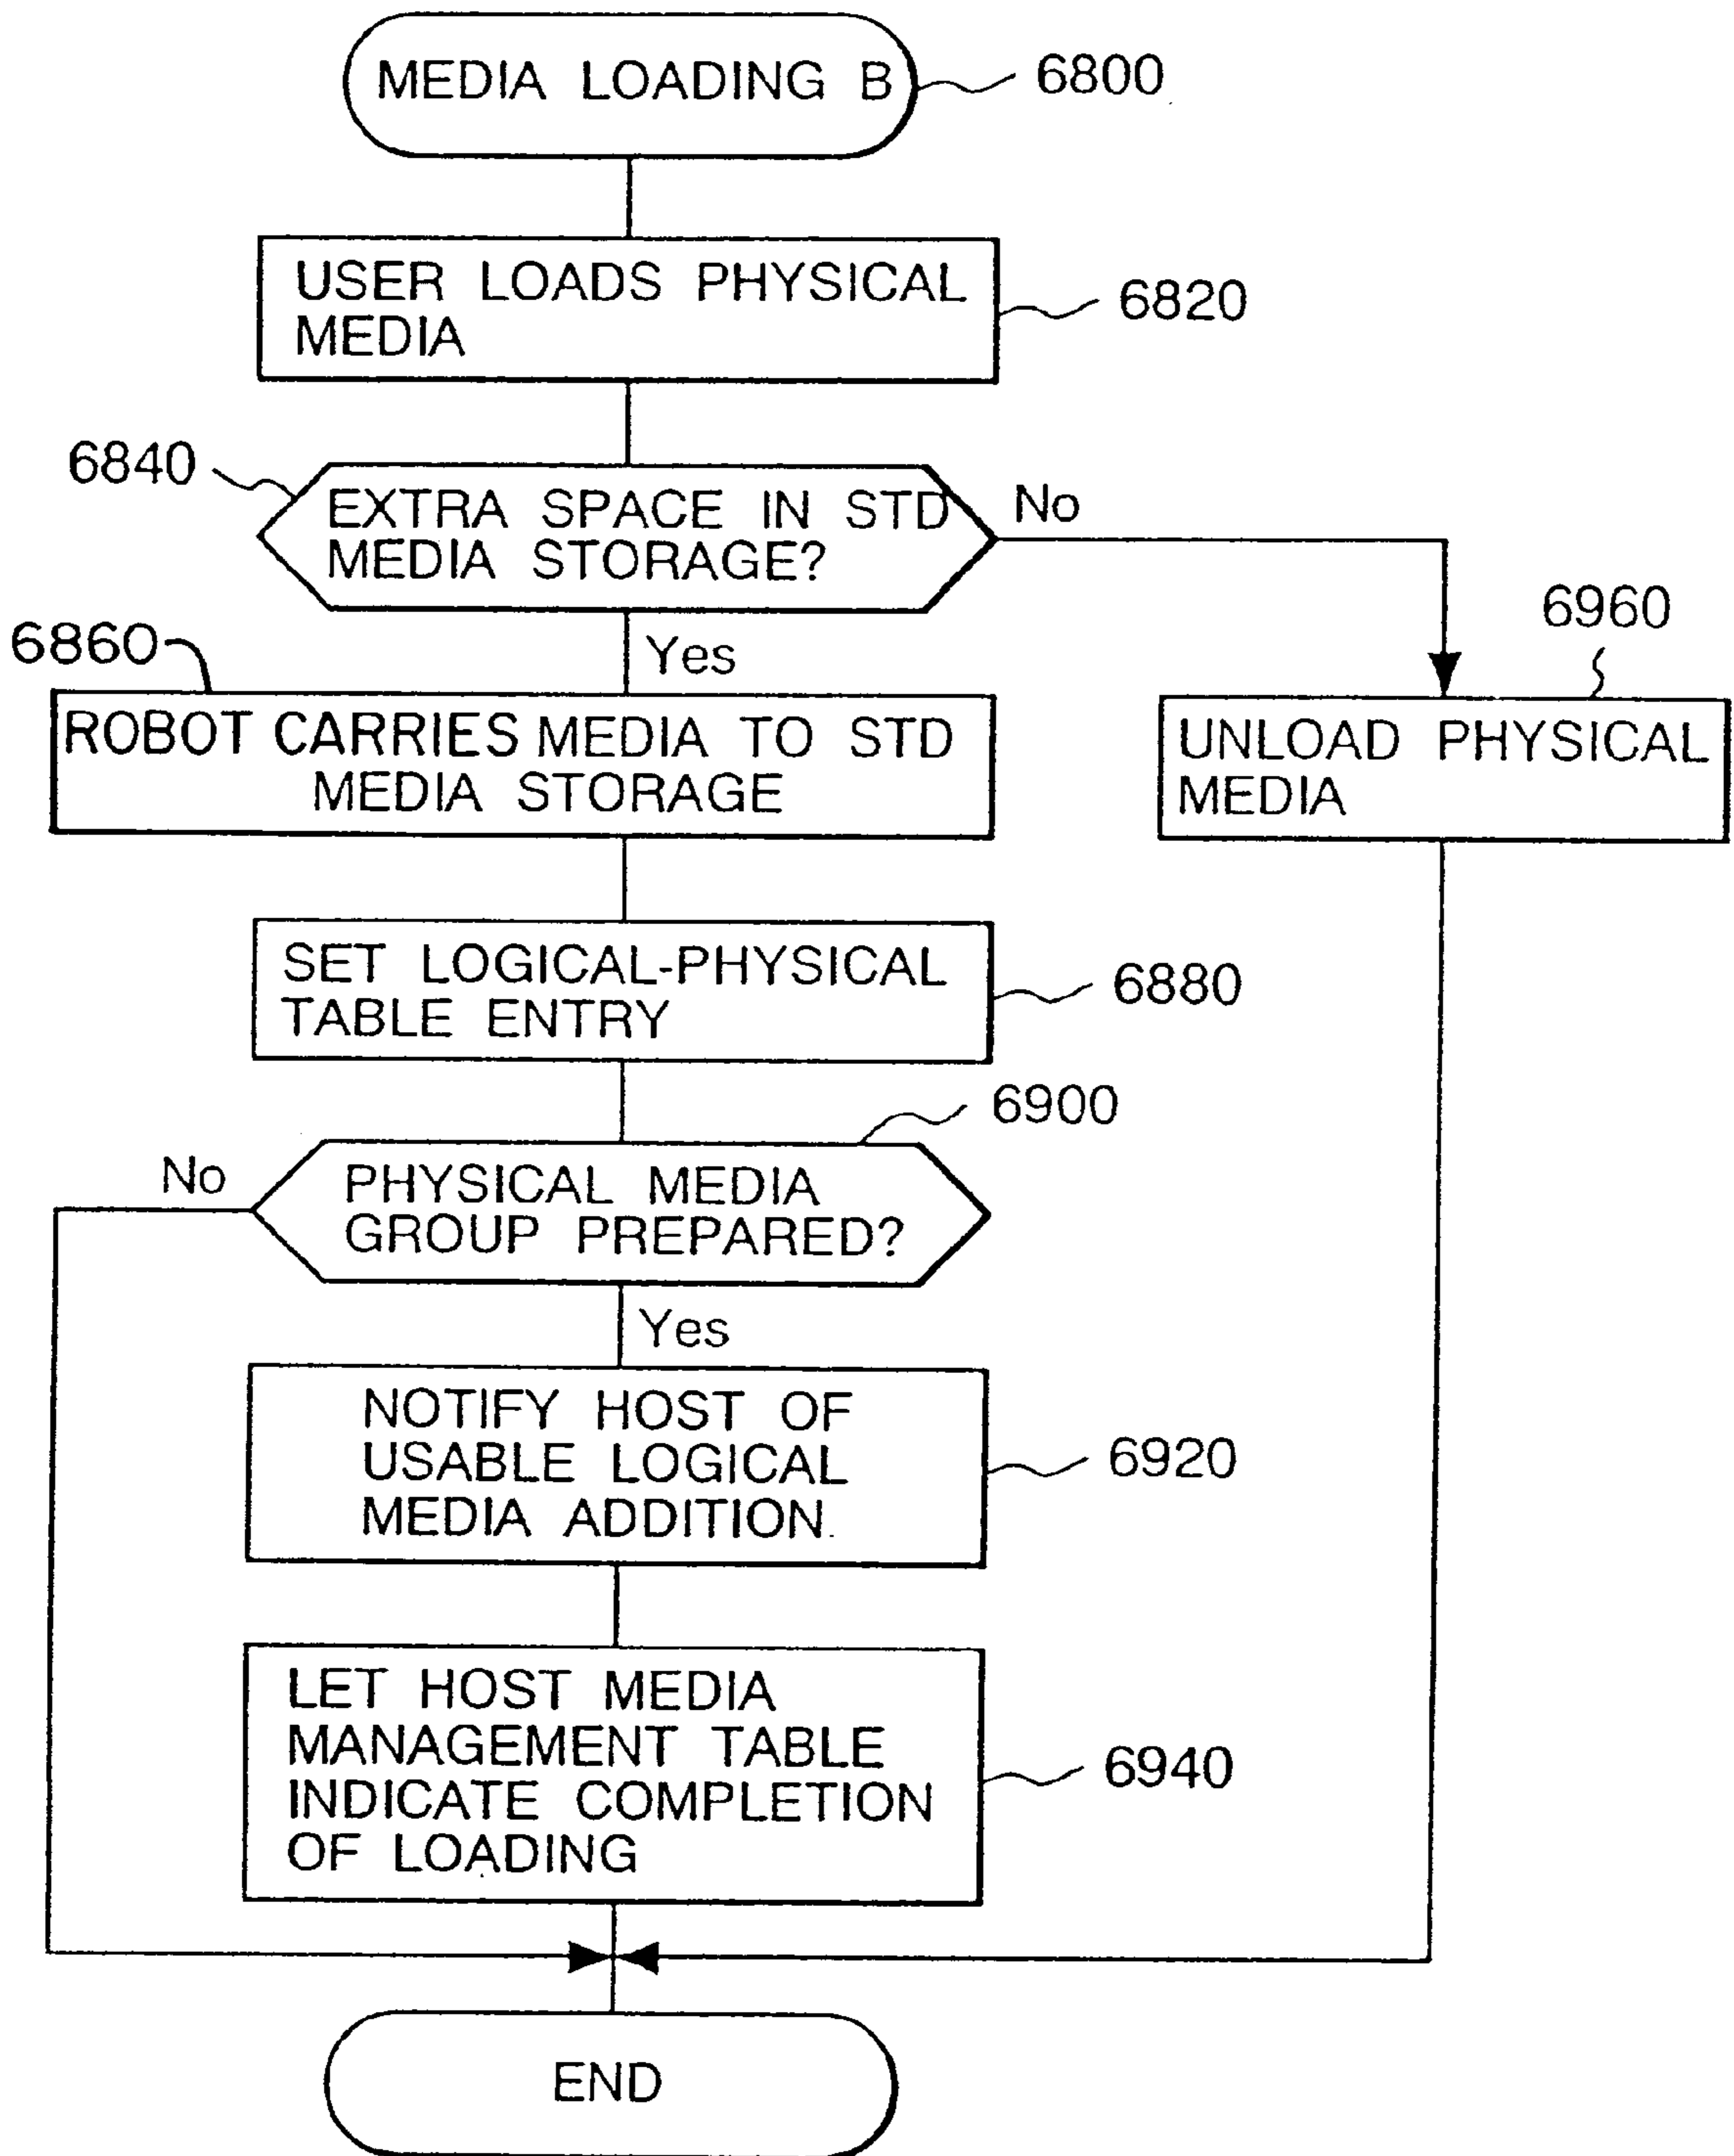 MEDIA LOADING B
6800
USER LOADS PHYSICAL
MEDIA
6820
6840
EXTRA SPACE IN STD
MEDIA STORAGE?
No
Yes
6860
ROBOT CARRIES MEDIA TO STD
MEDIA STORAGE
6960
UNLOAD PHYSICAL
MEDIA
SET LOGICAL-PHYSICAL
TABLE ENTRY
6880
6900
PHYSICAL MEDIA
GROUP PREPARED?
No
Yes
NOTIFY HOST OF
USABLE LOGICAL
MEDIA ADDITION
6920
LET HOST MEDIA
MANAGEMENT TABLE
INDICATE COMPLETION
OF LOADING
6940
END